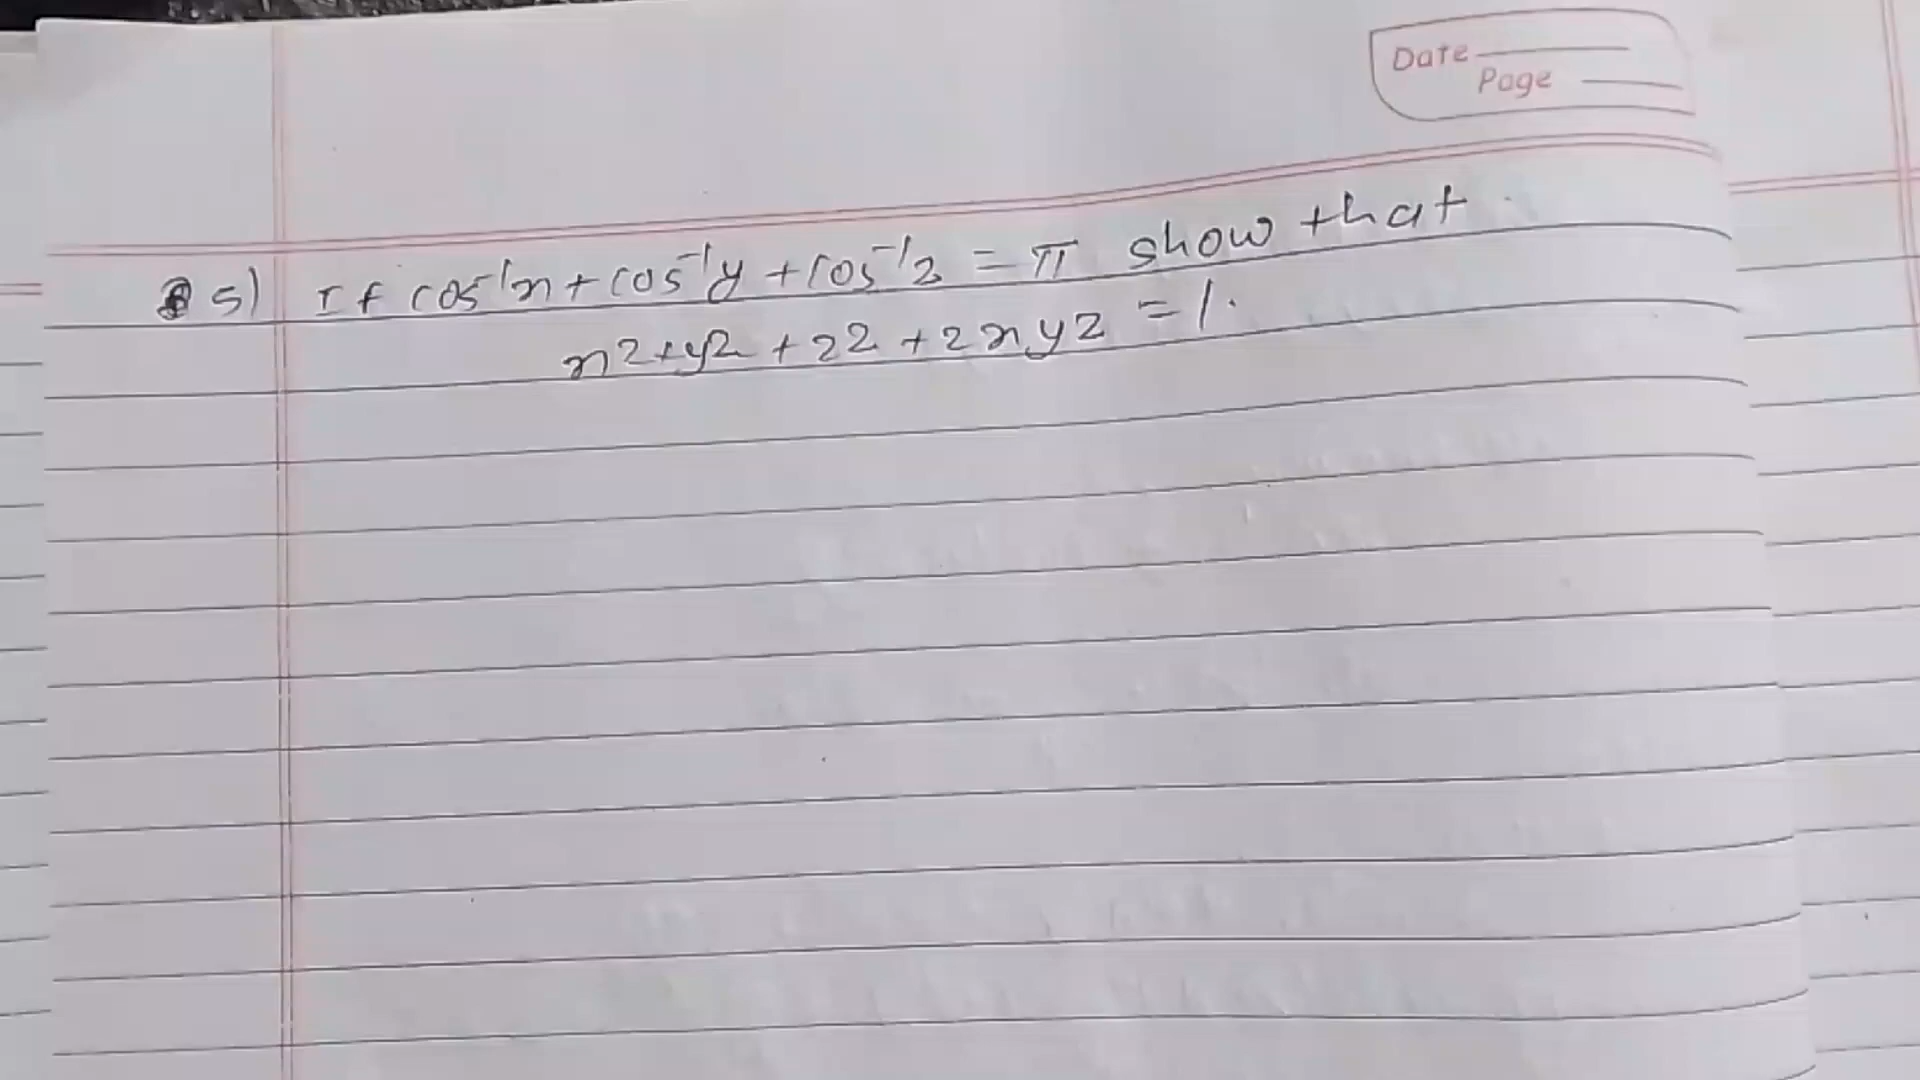 Date
Page
5) If cos⁻¹x + cos⁻¹y + cos⁻¹z = π show that
x2 + y2 + z2 + 2xyz = 1.